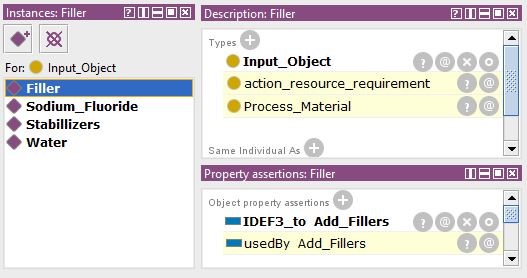 Instances: Filler
For: Input_Object
Filler
Sodium_Fluoride
Stabillizers
Water
Description: Filler
Types
Input_Object
action_resource_requirement
Process_Material
Same Individual As
Property assertions: Filler
Object property assertions
IDEF3_to Add_Fillers
usedBy Add_Fillers